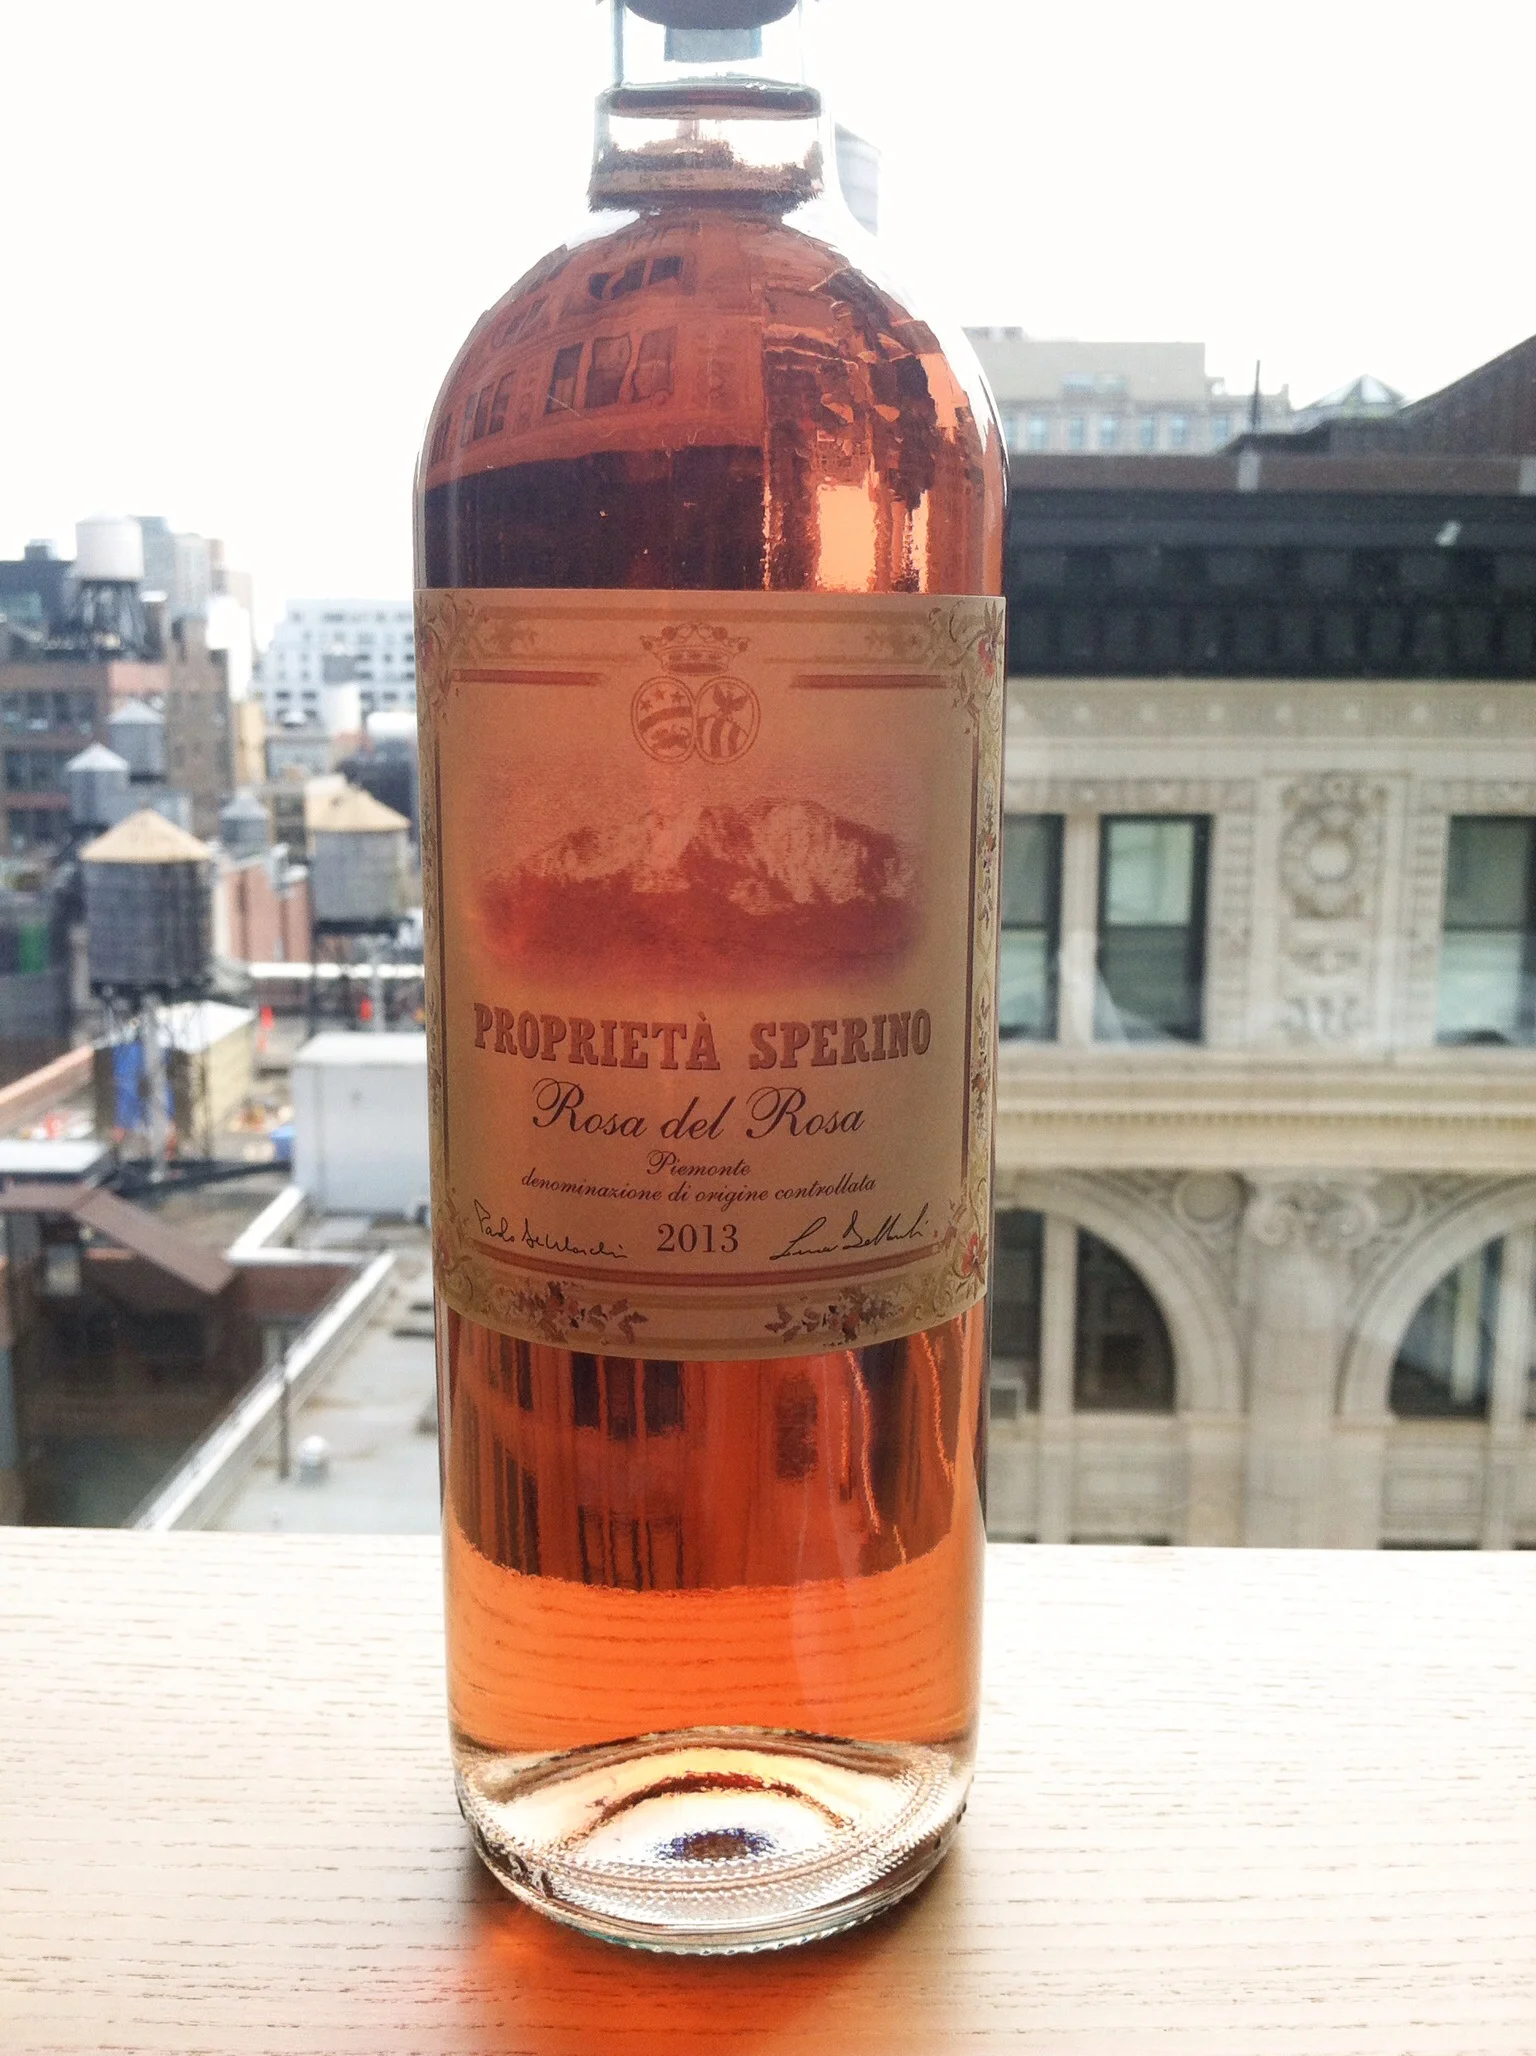 PROPRIETÀ SPERINO
Rosa del Rosa
Piemonte
denominazione di origine controllata
2013